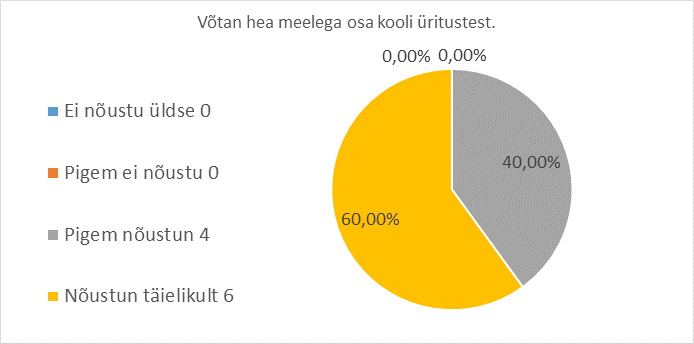 Võtan hea meelega osa kooli üritustest.
0,00% 0,00%
Ei nõustu üldse 0
Pigem ei nõustu 0
40,00%
60,00%
Pigem nõustun 4
Nõustun täielikult 6